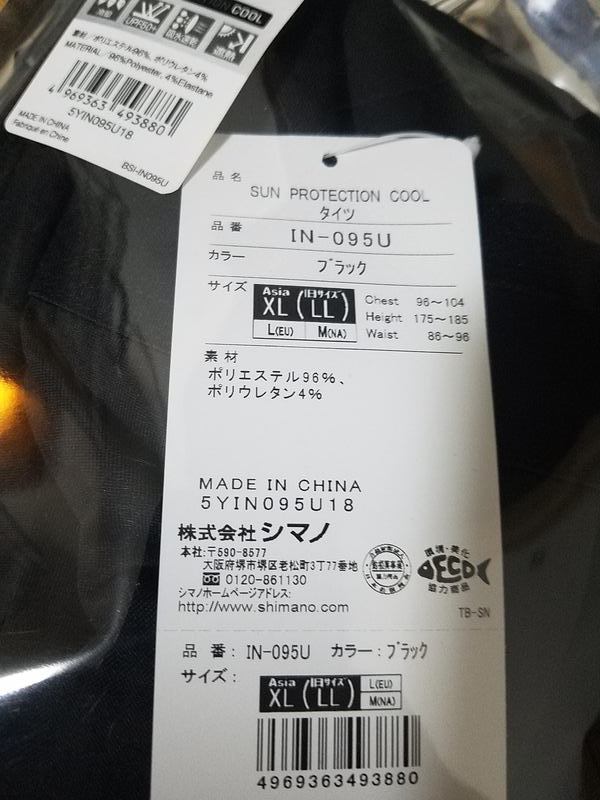 COOL
UPF50+
吸水速乾
遮熱
素材／ポリエステル96%、ポリウレタン4%
MATERIAL／96%Polyester, 4%Elastane
4 969363 493880
MADE IN CHINA
5YIN095U18
Fabriqué en Chine
BSI-IN095U
品名
SUN PROTECTION COOL
タイツ
品番
IN-095U
カラー
ブラック
サイズ
Asia
XL
(旧サイズ LL)
L(EU)
M(NA)
Chest 96〜104
Height 175〜185
Waist 86〜96
素材
ポリエステル96%、
ポリウレタン4%
MADE IN CHINA
5YIN095U18
株式会社シマノ
本社:〒590-8577
大阪府堺市堺区老松町3丁77番地
0120-861130
シマノホームページアドレス:
http://www.shimano.com
環境・美化
ECO
協力商品
TB-SN
品番: IN-095U カラー:ブラック
サイズ:
Asia
XL
(旧サイズ LL)
L(EU)
M(NA)
4969363493880